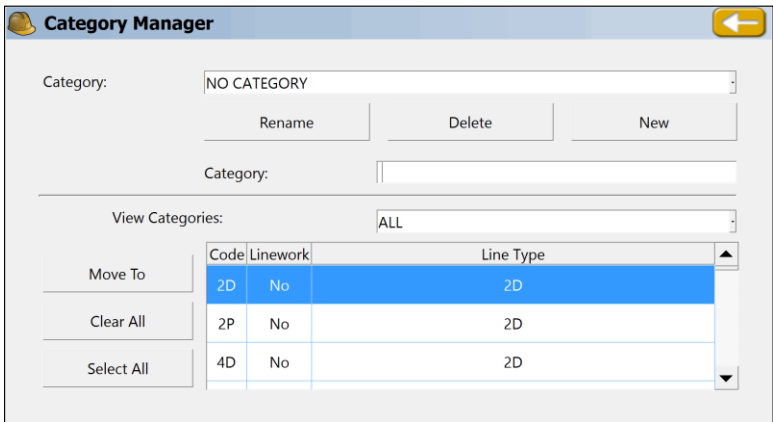 Category Manager
Category: NO CATEGORY
Rename Delete New
Category:
View Categories: ALL
Code Linework Line Type
Move To
2D No 2D
Clear All
2P No 2D
Select All
4D No 2D